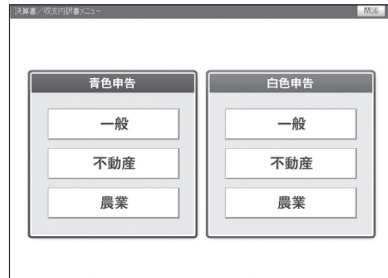 決算書／収支内訳書メニュー
閉じる
青色申告
一般
不動産
農業
白色申告
一般
不動産
農業